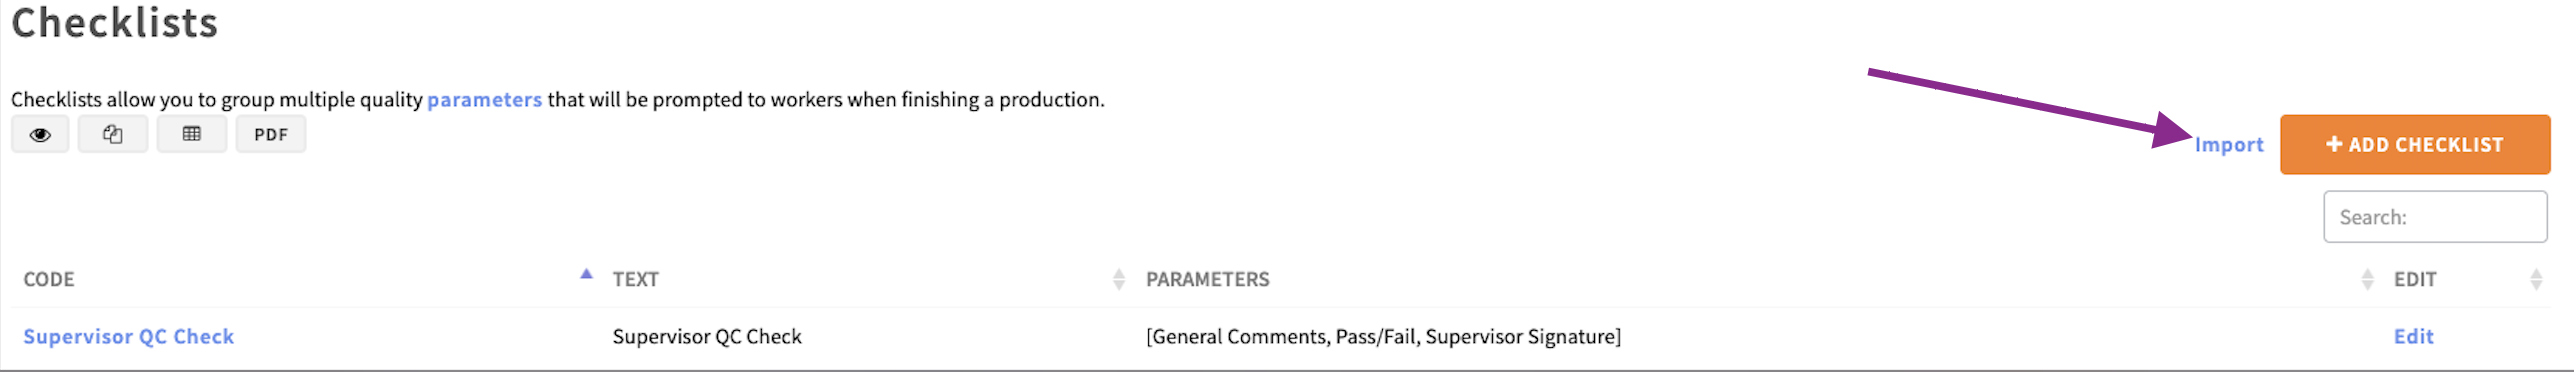 Checklists
Checklists allow you to group multiple quality parameters that will be prompted to workers when finishing a production.
PDF
Import
+ ADD CHECKLIST
Search:
CODE TEXT PARAMETERS EDIT
Supervisor QC Check Supervisor QC Check [General Comments, Pass/Fail, Supervisor Signature] Edit